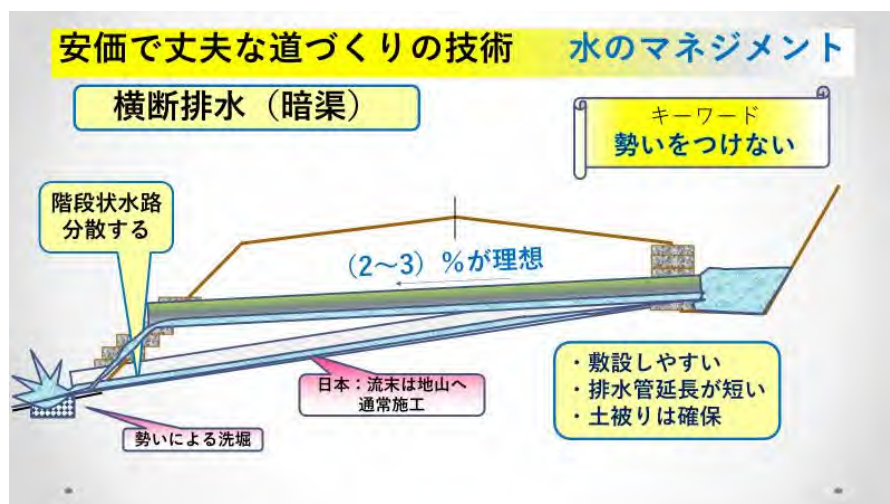 安価で丈夫な道づくりの技術　水のマネジメント
横断排水（暗渠）
キーワード
勢いをつけない
階段状水路
分散する
（2～3）％が理想
日本：流末は地山へ
通常施工
勢いによる洗堀
・敷設しやすい
・排水管延長が短い
・土被りは確保